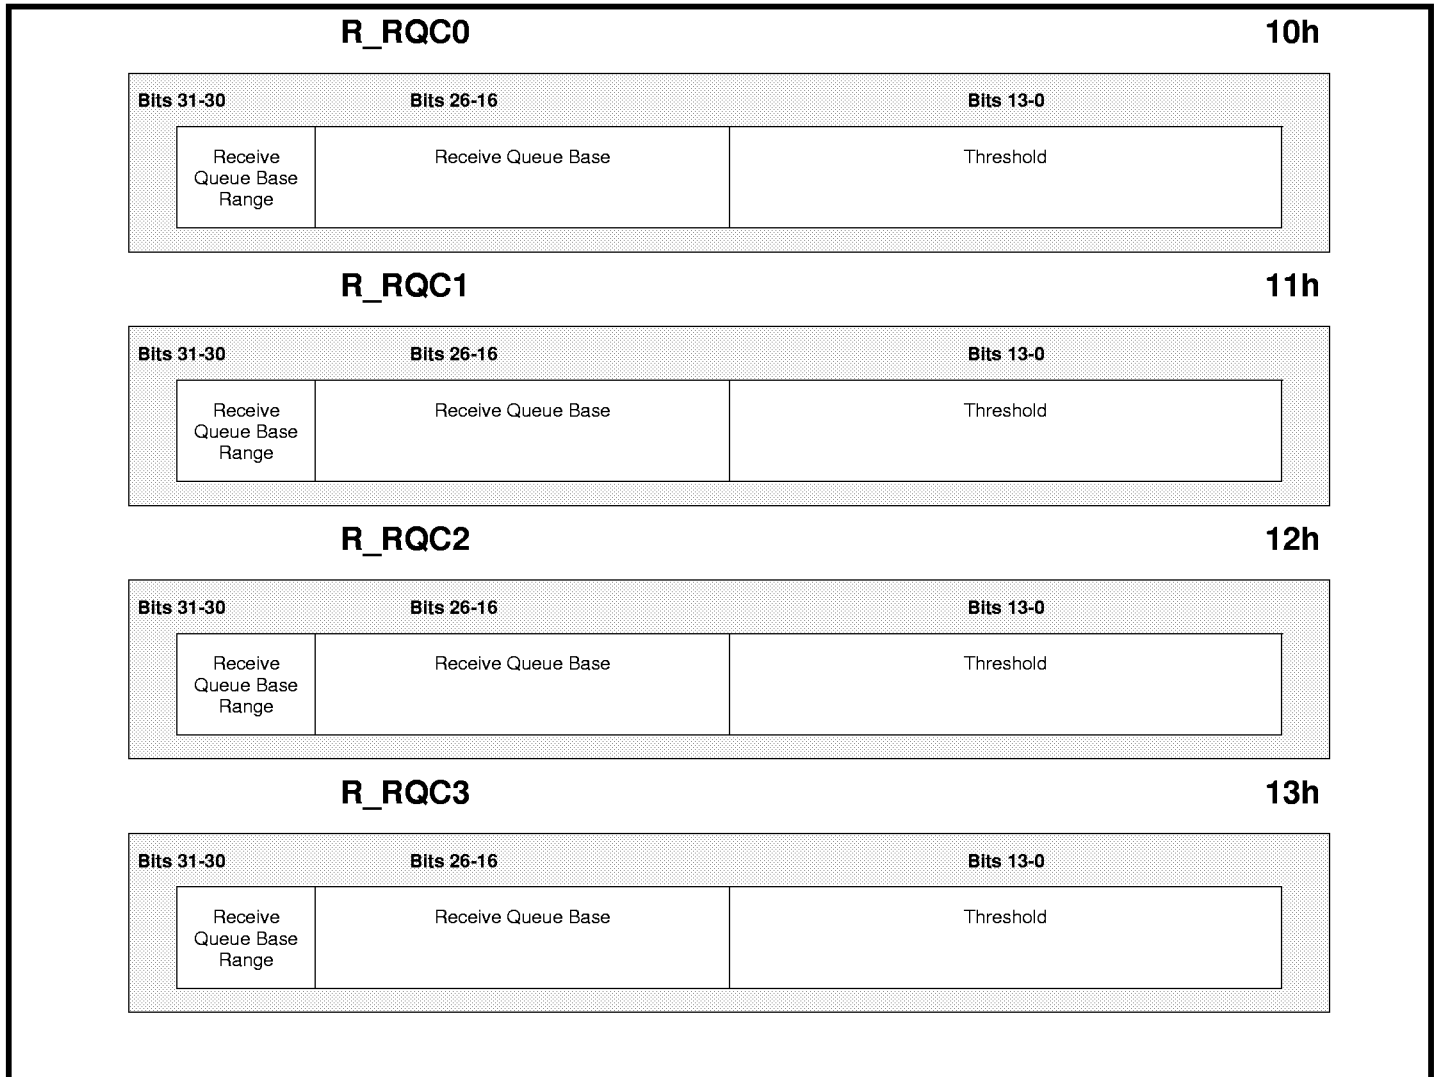 R_RQC0 10h
Bits 31-30 Bits 26-16 Bits 13-0
Receive Receive Queue Base Threshold
Queue Base
Range
R_RQC1 11h
Bits 31-30 Bits 26-16 Bits 13-0
Receive Receive Queue Base Threshold
Queue Base
Range
R_RQC2 12h
Bits 31-30 Bits 26-16 Bits 13-0
Receive Receive Queue Base Threshold
Queue Base
Range
R_RQC3 13h
Bits 31-30 Bits 26-16 Bits 13-0
Receive Receive Queue Base Threshold
Queue Base
Range